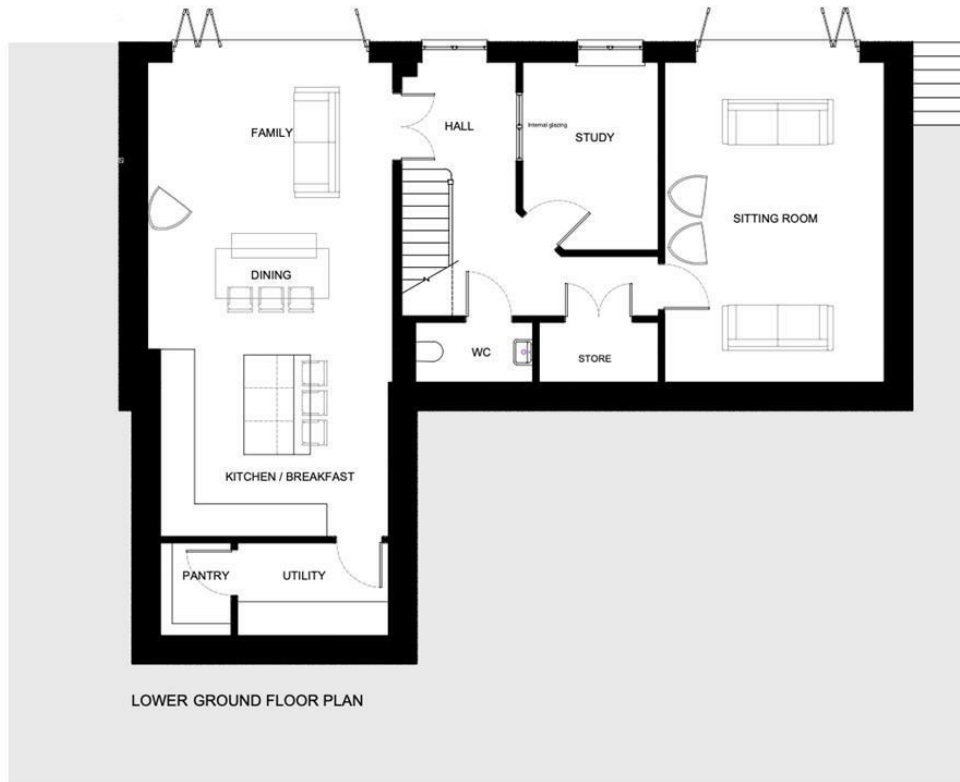 FAMILY
HALL
Internal glazing
STUDY
SITTING ROOM
DINING
WC
STORE
KITCHEN / BREAKFAST
PANTRY
UTILITY
LOWER GROUND FLOOR PLAN